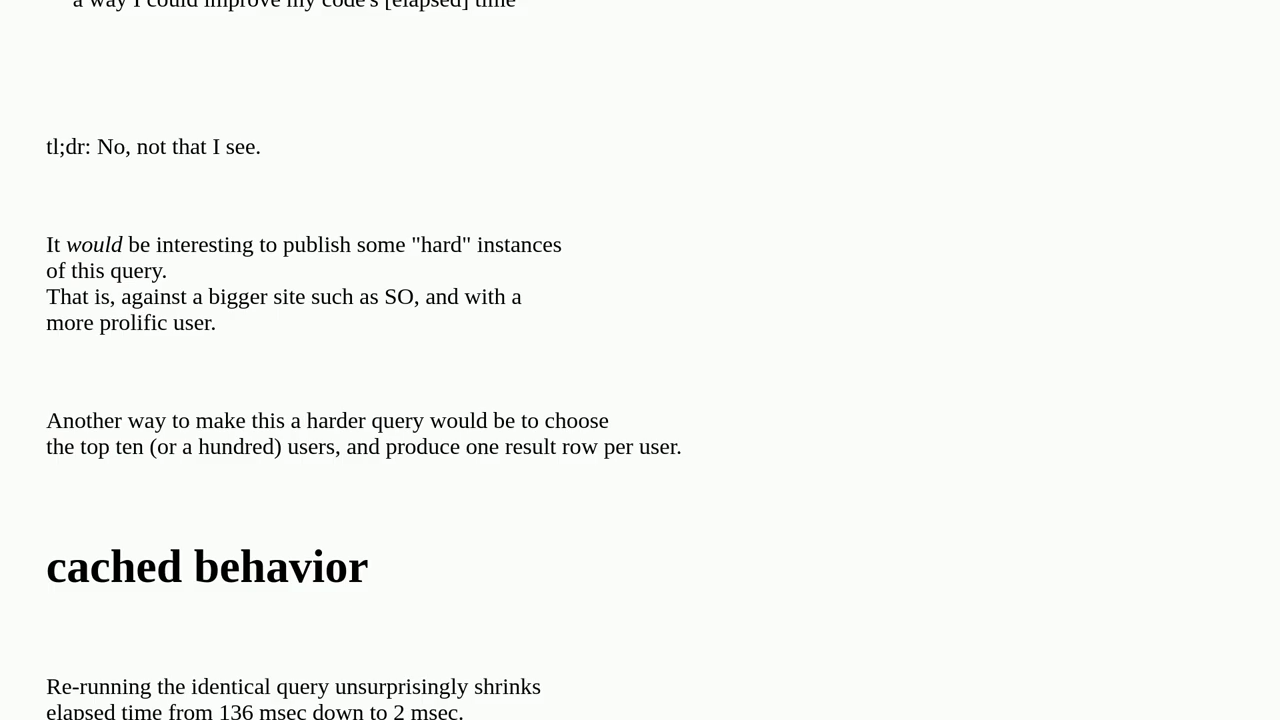 a way I could improve my code's [elapsed] time
tl;dr: No, not that I see.
It would be interesting to publish some "hard" instances
of this query.
That is, against a bigger site such as SO, and with a
more prolific user.
Another way to make this a harder query would be to choose
the top ten (or a hundred) users, and produce one result row per user.
cached behavior
Re-running the identical query unsurprisingly shrinks
elapsed time from 136 msec down to 2 msec.